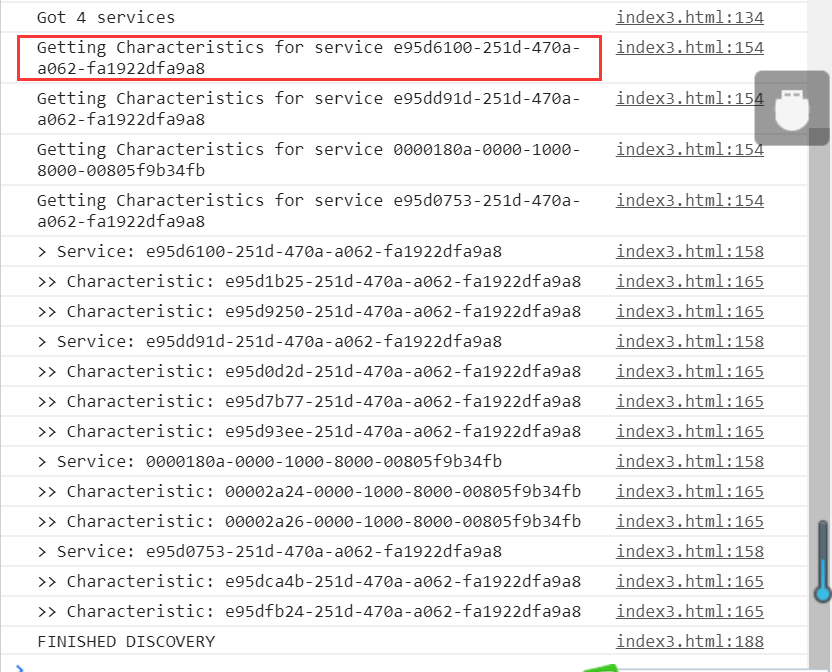 Got 4 services index3.html:134
Getting Characteristics for service e95d6100-251d-470a- index3.html:154
a062-fa1922dfa9a8
Getting Characteristics for service e95dd91d-251d-470a- index3.html:154
a062-fa1922dfa9a8
Getting Characteristics for service 0000180a-0000-1000- index3.html:154
8000-00805f9b34fb
Getting Characteristics for service e95d0753-251d-470a- index3.html:154
a062-fa1922dfa9a8
> Service: e95d6100-251d-470a-a062-fa1922dfa9a8 index3.html:158
>> Characteristic: e95d1b25-251d-470a-a062-fa1922dfa9a8 index3.html:165
>> Characteristic: e95d9250-251d-470a-a062-fa1922dfa9a8 index3.html:165
> Service: e95dd91d-251d-470a-a062-fa1922dfa9a8 index3.html:158
>> Characteristic: e95d0d2d-251d-470a-a062-fa1922dfa9a8 index3.html:165
>> Characteristic: e95d7b77-251d-470a-a062-fa1922dfa9a8 index3.html:165
>> Characteristic: e95d93ee-251d-470a-a062-fa1922dfa9a8 index3.html:165
> Service: 0000180a-0000-1000-8000-00805f9b34fb index3.html:158
>> Characteristic: 00002a24-0000-1000-8000-00805f9b34fb index3.html:165
>> Characteristic: 00002a26-0000-1000-8000-00805f9b34fb index3.html:165
> Service: e95d0753-251d-470a-a062-fa1922dfa9a8 index3.html:158
>> Characteristic: e95dca4b-251d-470a-a062-fa1922dfa9a8 index3.html:165
>> Characteristic: e95dfb24-251d-470a-a062-fa1922dfa9a8 index3.html:165
FINISHED DISCOVERY index3.html:188